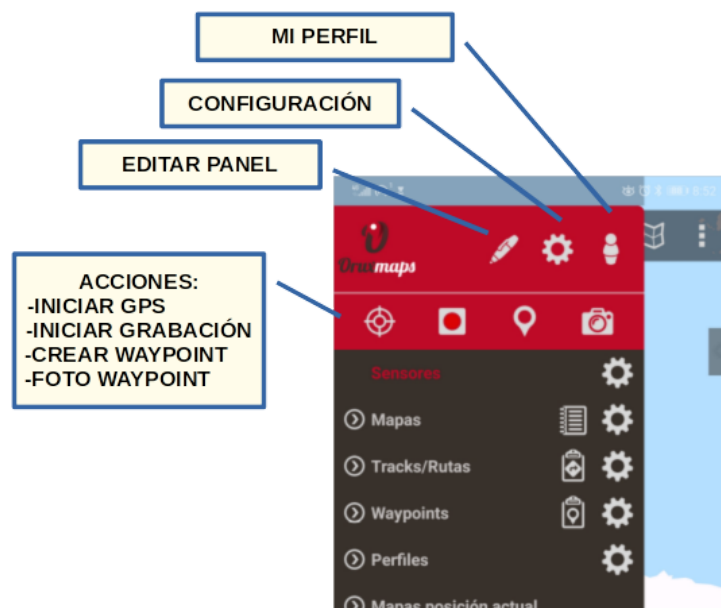 MI PERFIL
CONFIGURACIÓN
EDITAR PANEL
Oruxmaps
ACCIONES:
-INICIAR GPS
-INICIAR GRABACIÓN
-CREAR WAYPOINT
-FOTO WAYPOINT
Sensores
Mapas
Tracks/Rutas
Waypoints
Perfiles
Mapas posición actual